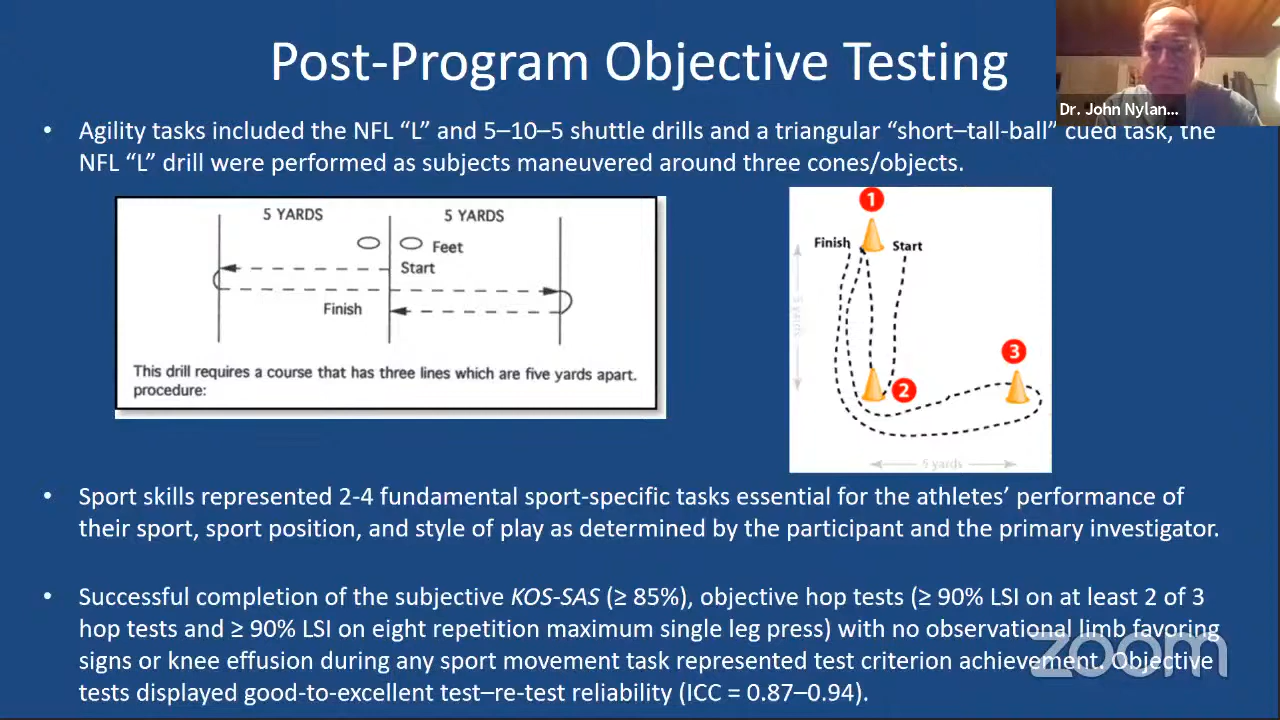 Post-Program Objective Testing
Dr. John Nylan...
• Agility tasks included the NFL “L” and 5–10–5 shuttle drills and a triangular “short–tall-ball” cued task, the
NFL “L” drill were performed as subjects maneuvered around three cones/objects.
5 YARDS 5 YARDS
Feet
Start
Finish
This drill requires a course that has three lines which are five yards apart.
procedure:
1
Finish Start
5 yards
3
2
5 yards
• Sport skills represented 2-4 fundamental sport-specific tasks essential for the athletes’ performance of
their sport, sport position, and style of play as determined by the participant and the primary investigator.
• Successful completion of the subjective KOS-SAS (≥ 85%), objective hop tests (≥ 90% LSI on at least 2 of 3
hop tests and ≥ 90% LSI on eight repetition maximum single leg press) with no observational limb favoring
signs or knee effusion during any sport movement task represented test criterion achievement. Objective
tests displayed good-to-excellent test–re-test reliability (ICC = 0.87–0.94).
zoom